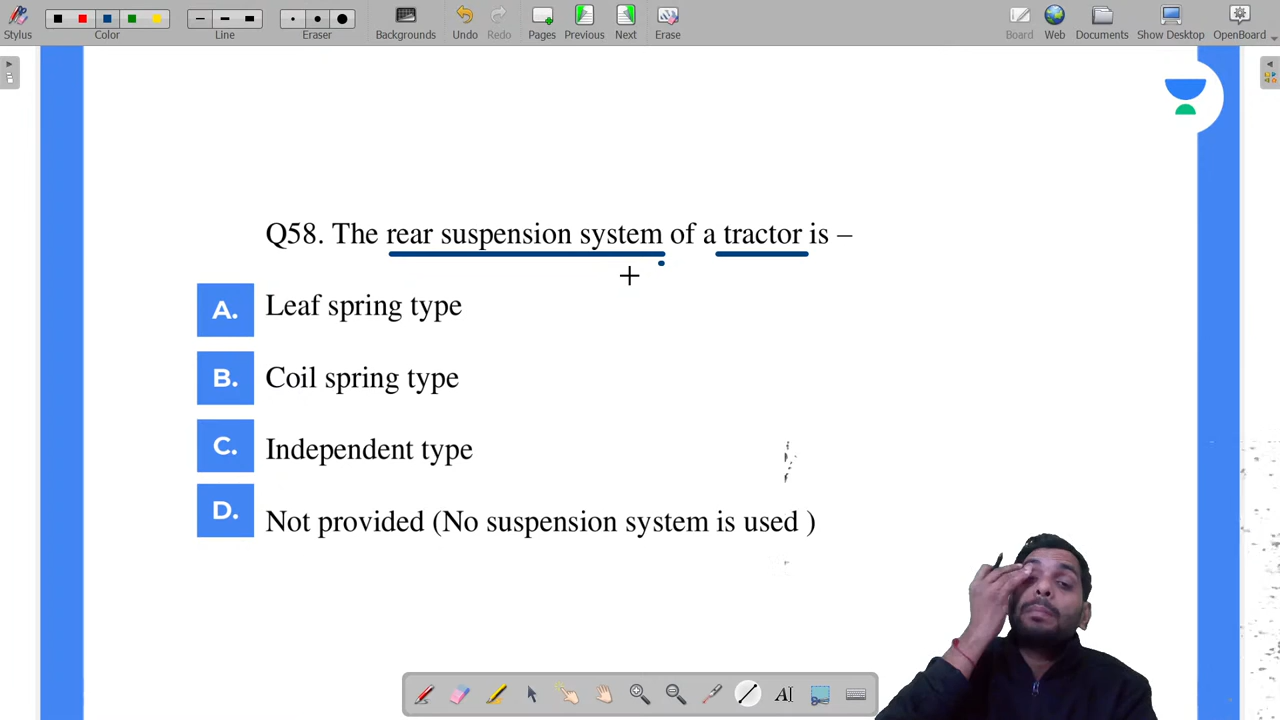 Stylus
Color
Line
Eraser
Backgrounds
Undo
Redo
Pages
Previous
Next
Erase
Board
Web
Documents
Show Desktop
OpenBoard
Q58. The rear suspension system of a tractor is –
A. Leaf spring type
B. Coil spring type
C. Independent type
D. Not provided (No suspension system is used )
AI